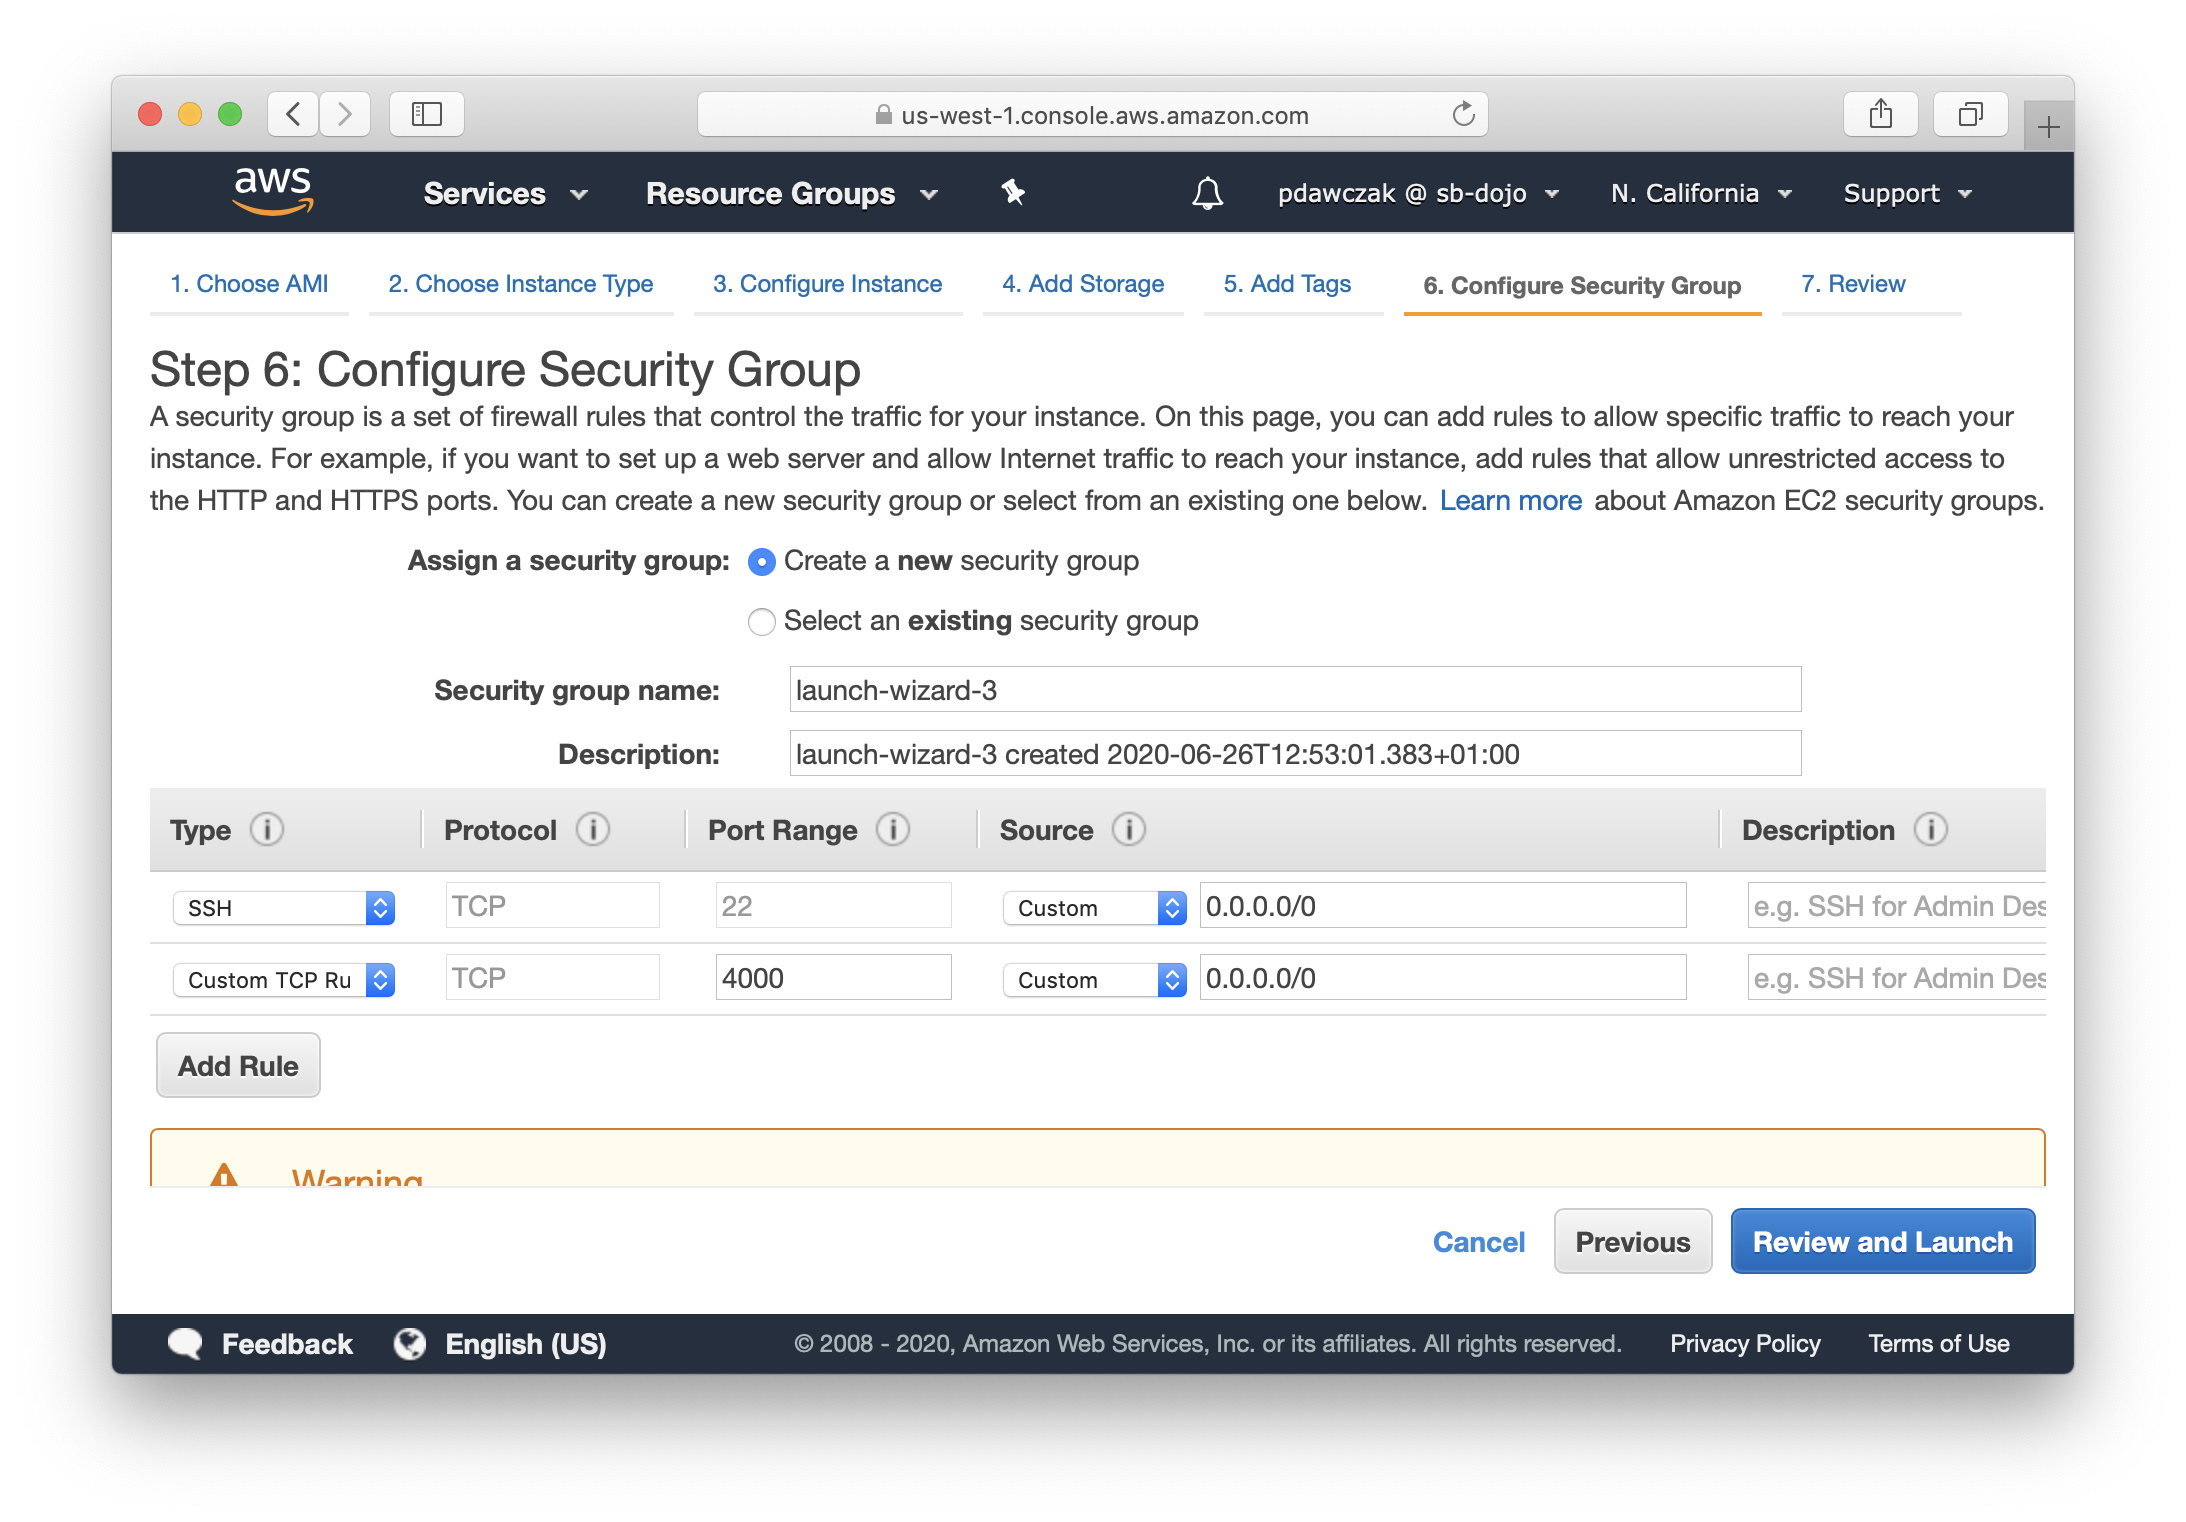 us-west-1.console.aws.amazon.com
aws Services Resource Groups pdawczak @ sb-dojo N. California Support
1. Choose AMI 2. Choose Instance Type 3. Configure Instance 4. Add Storage 5. Add Tags 6. Configure Security Group 7. Review
Step 6: Configure Security Group
A security group is a set of firewall rules that control the traffic for your instance. On this page, you can add rules to allow specific traffic to reach your
instance. For example, if you want to set up a web server and allow Internet traffic to reach your instance, add rules that allow unrestricted access to
the HTTP and HTTPS ports. You can create a new security group or select from an existing one below. Learn more about Amazon EC2 security groups.
Assign a security group: Create a new security group
Select an existing security group
Security group name: launch-wizard-3
Description: launch-wizard-3 created 2020-06-26T12:53:01.383+01:00
Type Protocol Port Range Source Description
SSH TCP 22 Custom 0.0.0.0/0 e.g. SSH for Admin Des
Custom TCP Ru TCP 4000 Custom 0.0.0.0/0 e.g. SSH for Admin Des
Add Rule
Warning
Cancel Previous Review and Launch
Feedback English (US) © 2008 - 2020, Amazon Web Services, Inc. or its affiliates. All rights reserved. Privacy Policy Terms of Use